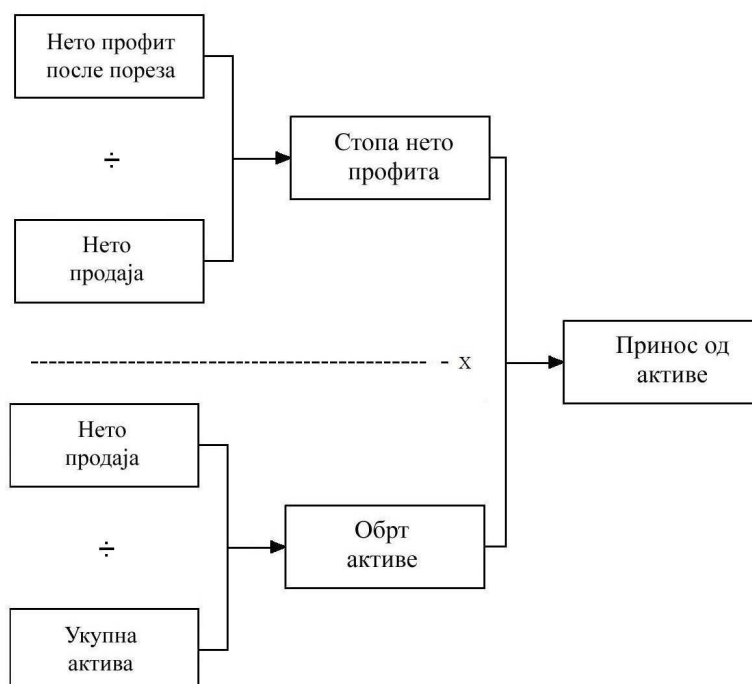 Нето профит
после пореза
÷
Стопа нето
профита
Нето
продаја
Принос од
активе
x
Нето
продаја
÷
Обрт
активе
Укупна
актива